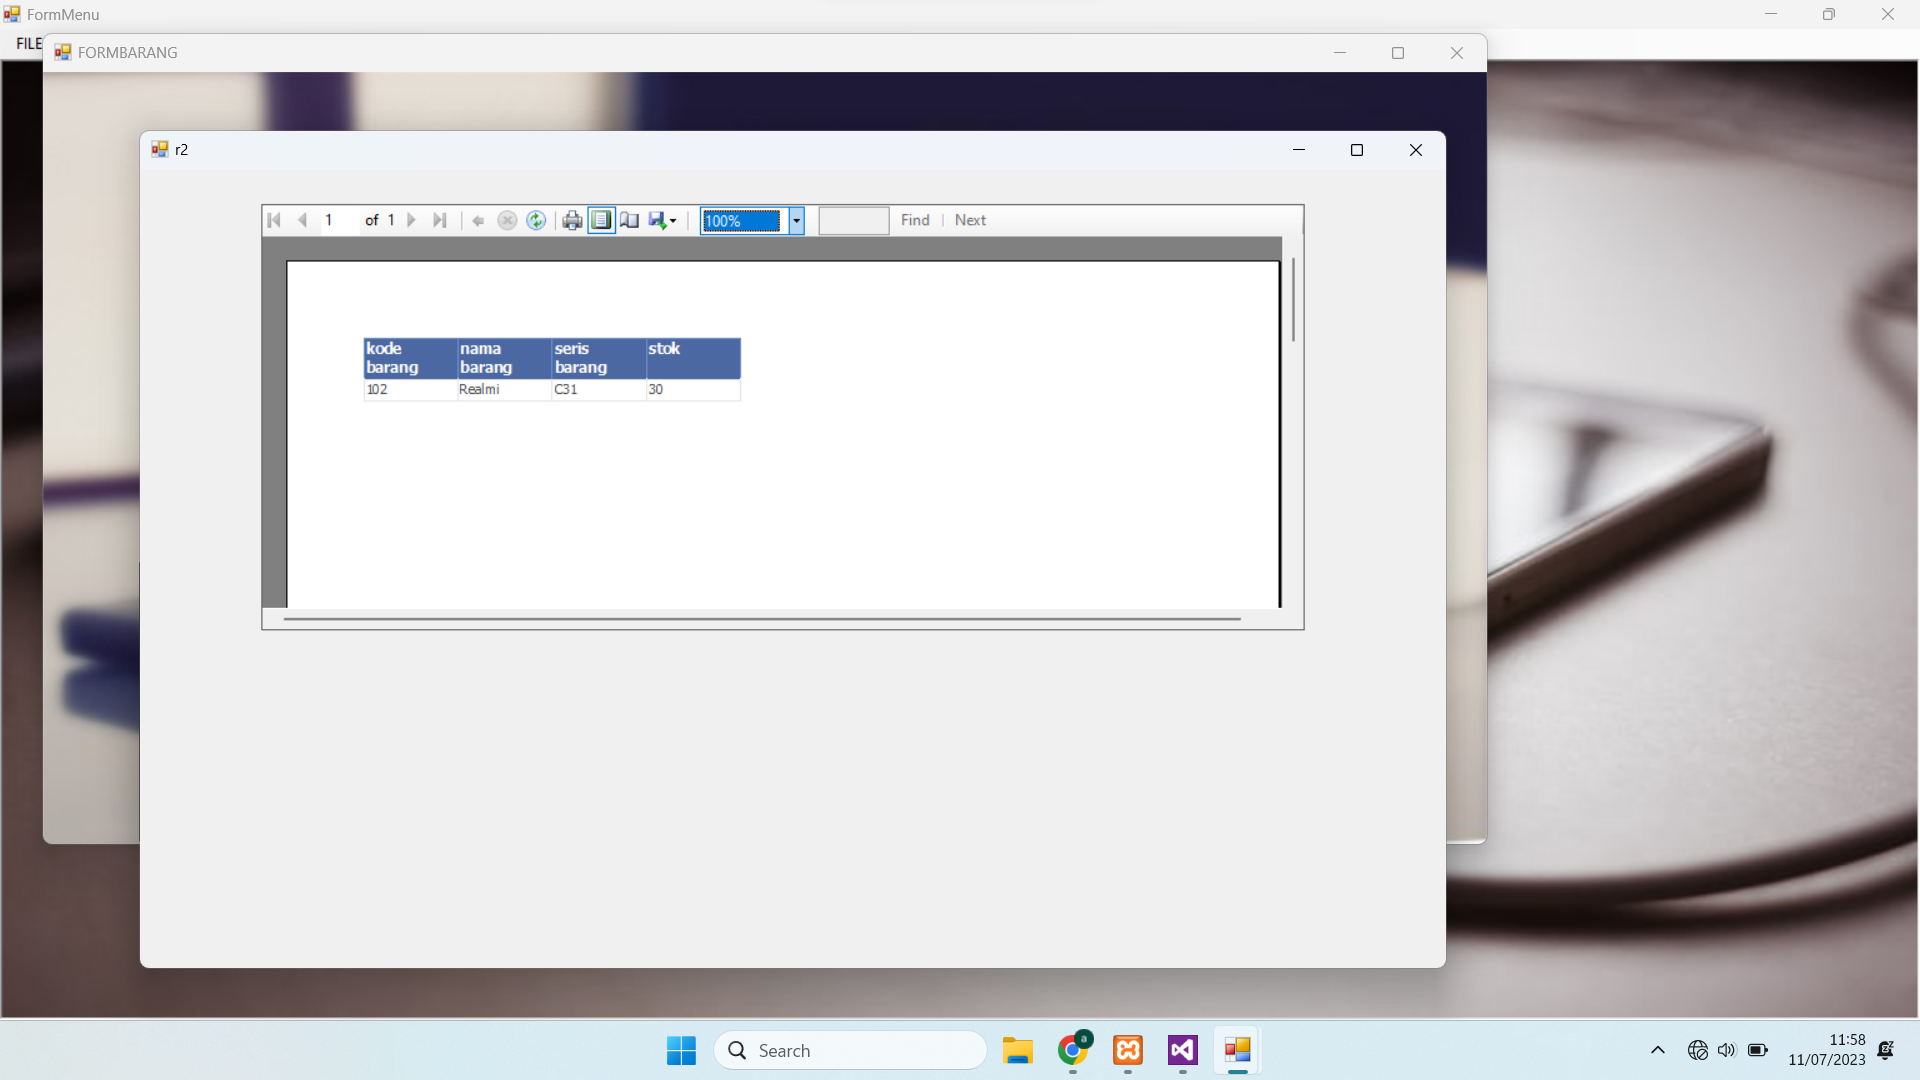 FormMenu
FILE
FORMBARANG
r2
1 of 1
100%
Find | Next
kode barang nama barang seris barang stok
102 Realmi C31 30
Search
a
11:58
11/07/2023